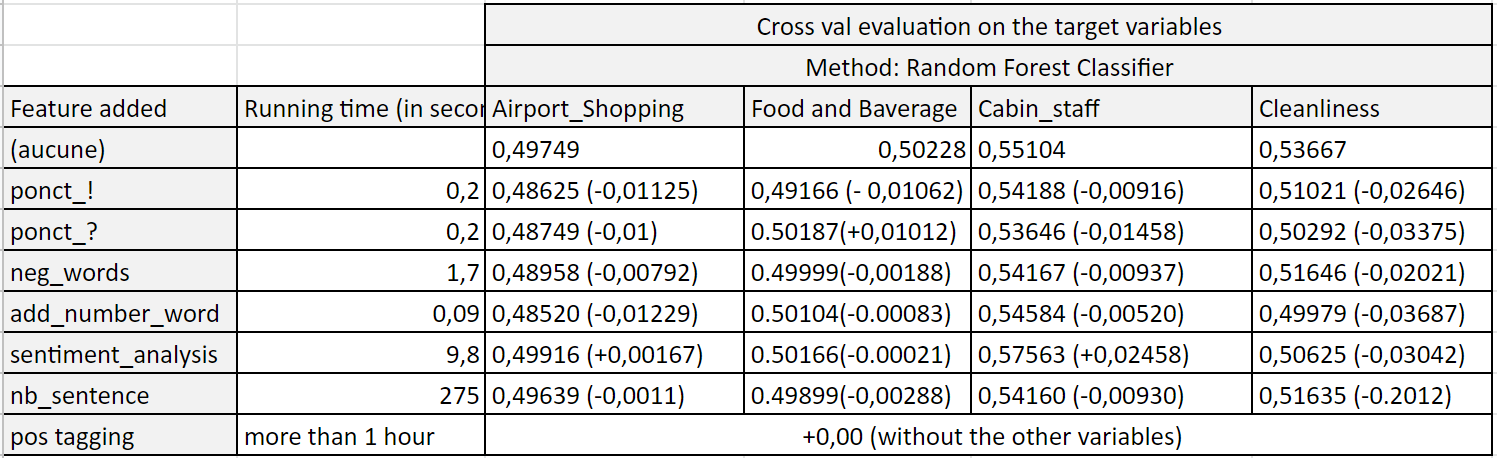 Cross val evaluation on the target variables
Method: Random Forest Classifier
Feature added Running time (in secon Airport_Shopping Food and Baverage Cabin_staff Cleanliness
(aucune) 0,49749 0,50228 0,55104 0,53667
ponct_! 0,2 0,48625 (-0,01125) 0,49166 (- 0,01062) 0,54188 (-0,00916) 0,51021 (-0,02646)
ponct_? 0,2 0,48749 (-0,01) 0.50187(+0,01012) 0,53646 (-0,01458) 0,50292 (-0,03375)
neg_words 1,7 0,48958 (-0,00792) 0.49999(-0,00188) 0,54167 (-0,00937) 0,51646 (-0,02021)
add_number_word 0,09 0,48520 (-0,01229) 0.50104(-0.00083) 0,54584 (-0,00520) 0,49979 (-0,03687)
sentiment_analysis 9,8 0,49916 (+0,00167) 0.50166(-0.00021) 0,57563 (+0,02458) 0,50625 (-0,03042)
nb_sentence 275 0,49639 (-0,0011) 0.49899(-0,00288) 0,54160 (-0,00930) 0,51635 (-0.2012)
pos tagging more than 1 hour +0,00 (without the other variables)